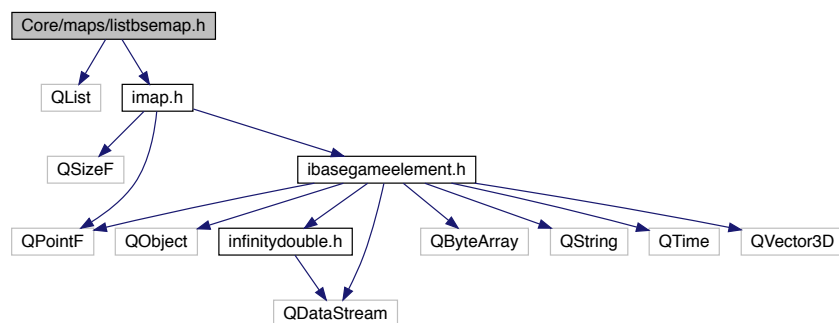 Core/maps/listbsemap.h
QList
imap.h
QSizeF
ibasegameelement.h
QPointF
QObject
infinitydouble.h
QByteArray
QString
QTime
QVector3D
QDataStream